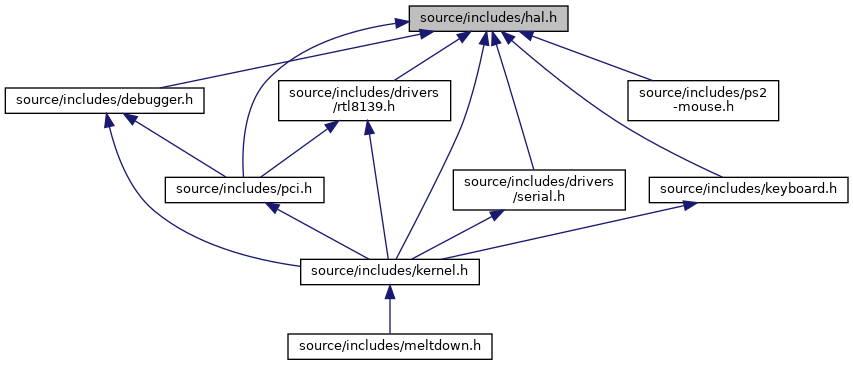 source/includes/hal.h
source/includes/debugger.h
source/includes/drivers
/rtl8139.h
source/includes/ps2
-mouse.h
source/includes/pci.h
source/includes/drivers
/serial.h
source/includes/keyboard.h
source/includes/kernel.h
source/includes/meltdown.h